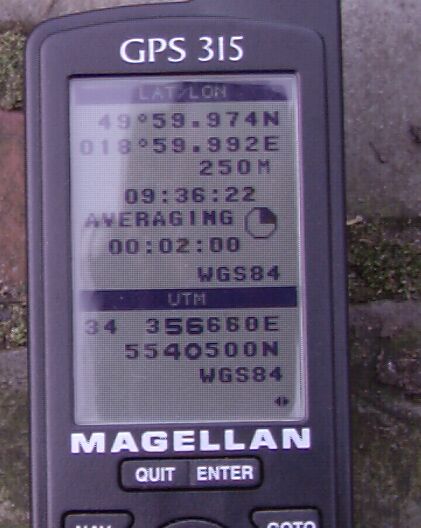 GPS 315
LAT/LON
49°59.974N
018°59.992E
250M
09:36:22
AVERAGING
00:02:00
WGS84
UTM
34 356660E
5540500N
WGS84
MAGELLAN
QUIT ENTER
NAV GOTO